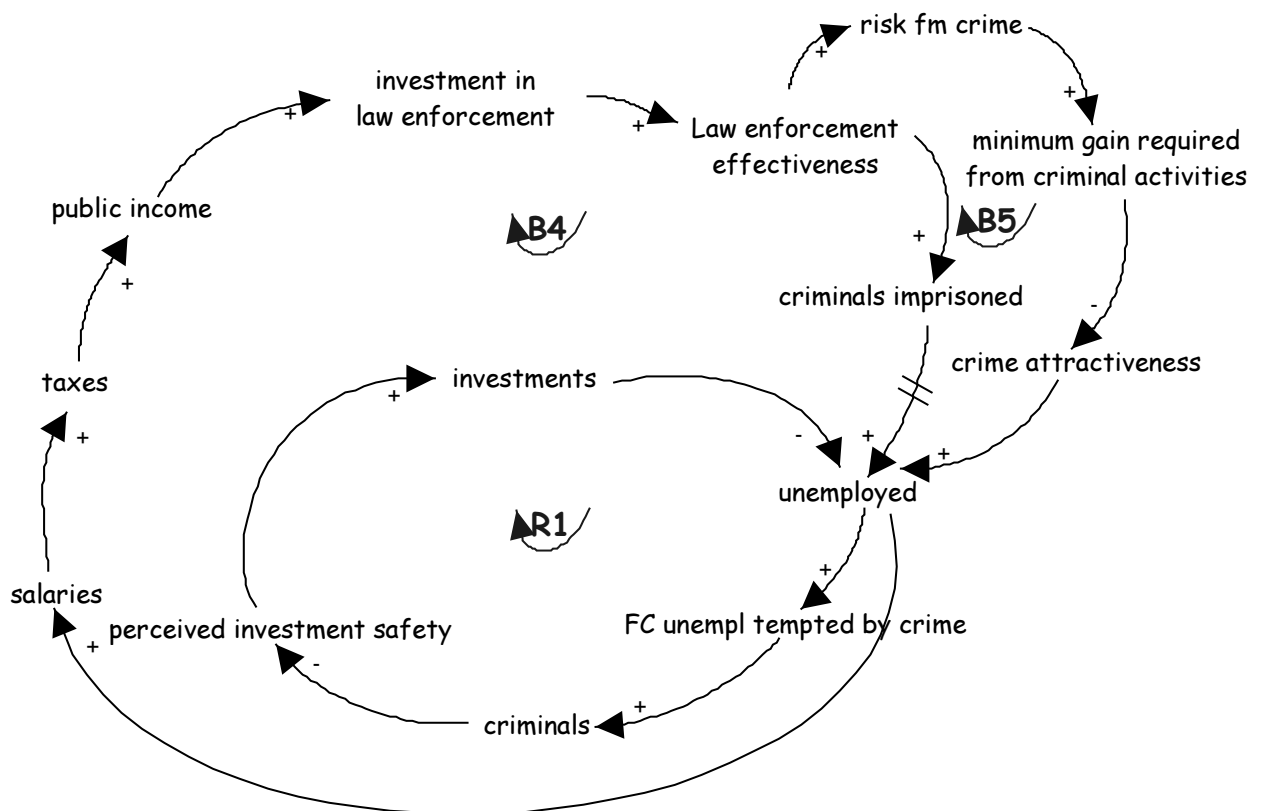 risk fm crime
+
investment in
law enforcement
+
+
+
Law enforcement
effectiveness
minimum gain required
from criminal activities
public income
B4
B5
+
+
criminals imprisoned
-
taxes
investments
crime attractiveness
+
+
-
+
+
unemployed
R1
+
salaries
perceived investment safety
FC unempl tempted by crime
+
-
+
criminals